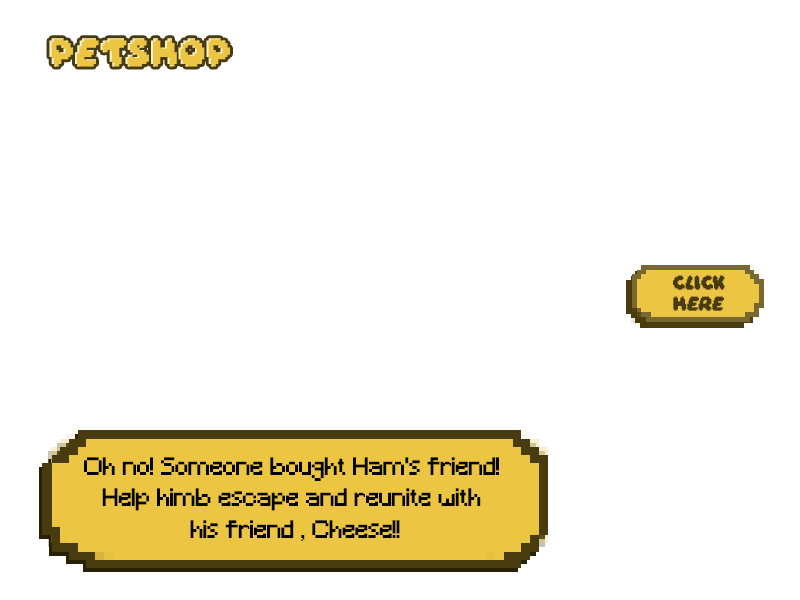 PETSHOP
CLICK
HERE
Oh no! Someone bought Ham's friend!
Help himb escape and reunite with
his friend , Cheese!!